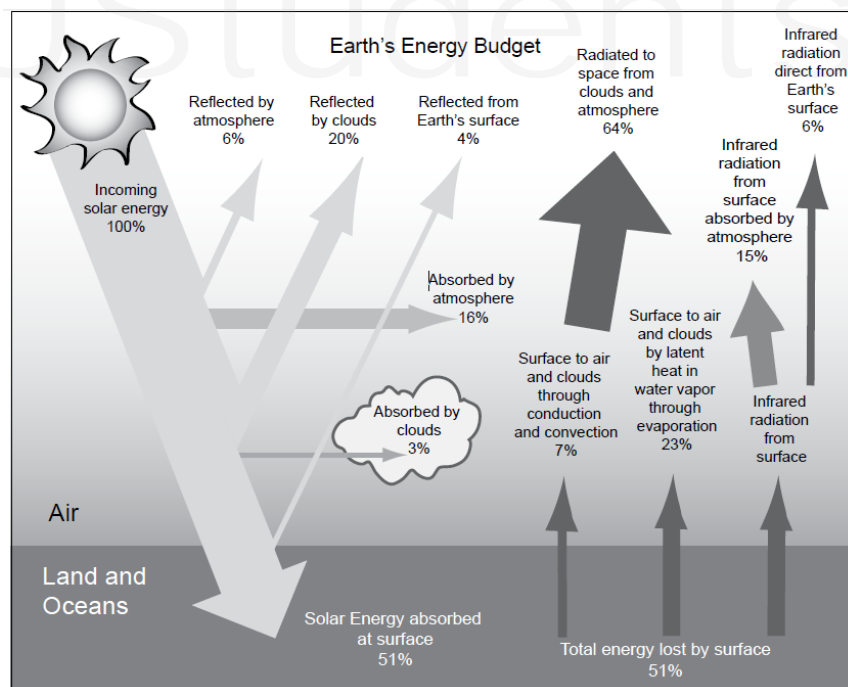 JStudents
Earth's Energy Budget
Reflected by
atmosphere
6%
Reflected
by clouds
20%
Reflected from
Earth's surface
4%
Radiated to
space from
clouds and
atmosphere
64%
Infrared
radiation
direct from
Earth's
surface
6%
Incoming
solar energy
100%
Infrared
radiation
from
surface
absorbed by
atmosphere
15%
Absorbed by
atmosphere
16%
Absorbed by
clouds
3%
Surface to air
and clouds
through
conduction
and convection
7%
Surface to air
and clouds
by latent
heat in
water vapor
through
evaporation
23%
Infrared
radiation
from
surface
Air
Land and
Oceans
Solar Energy absorbed
at surface
51%
Total energy lost by surface
51%